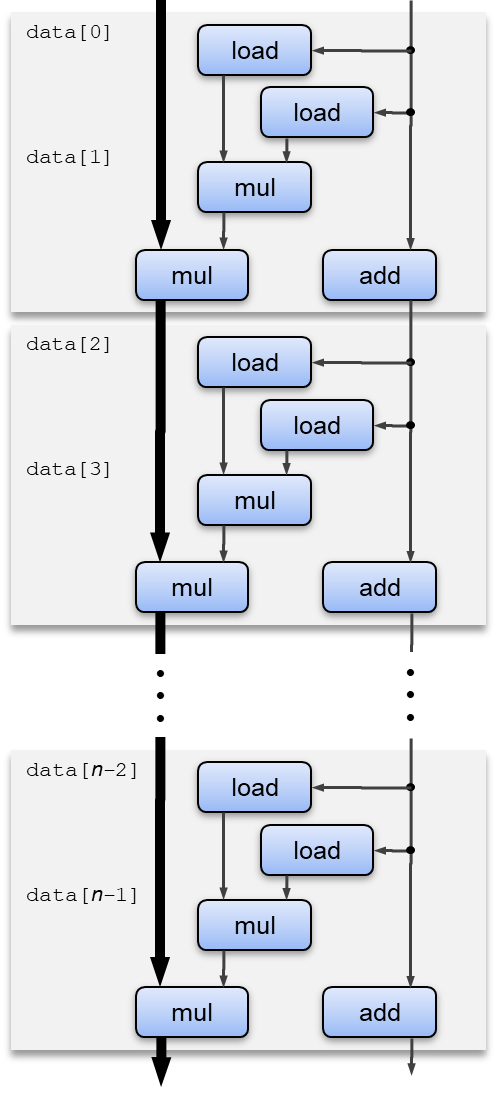 data[0]
load
load
data[1]
mul
mul add
data[2]
load
load
data[3]
mul
mul add
data[n-2]
load
load
data[n-1]
mul
mul add